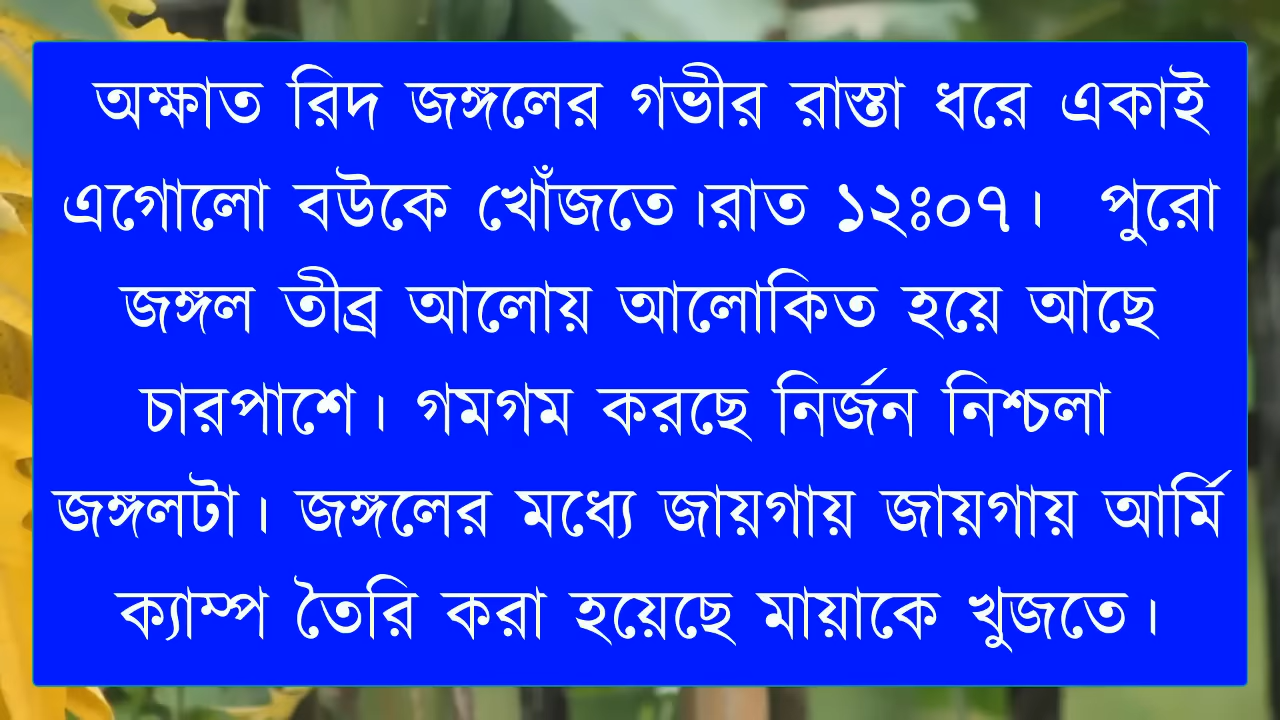 অক্ষাত রিদ জঙ্গলের গভীর রাস্তা ধরে একাই
এগোলো বউকে খোঁজতে।রাত ১২ঃ০৭। পুরো
জঙ্গল তীব্র আলোয় আলোকিত হয়ে আছে
চারপাশে। গমগম করছে নির্জন নিশ্চলা
জঙ্গলটা। জঙ্গলের মধ্যে জায়গায় জায়গায় আর্মি
ক্যাম্প তৈরি করা হয়েছে মায়াকে খুজতে।